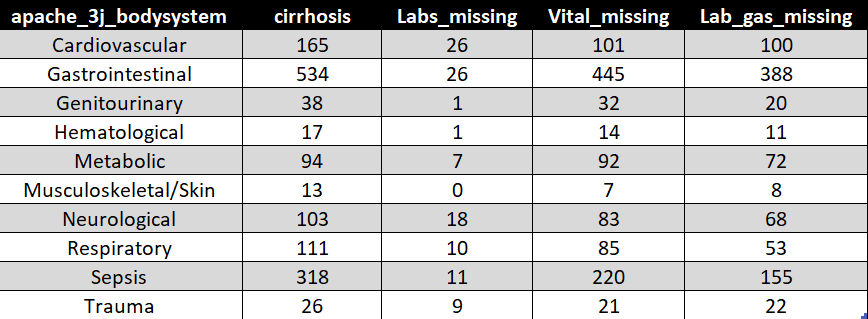 apache_3j_bodysystem cirrhosis Labs_missing Vital_missing Lab_gas_missing
Cardiovascular 165 26 101 100
Gastrointestinal 534 26 445 388
Genitourinary 38 1 32 20
Hematological 17 1 14 11
Metabolic 94 7 92 72
Musculoskeletal/Skin 13 0 7 8
Neurological 103 18 83 68
Respiratory 111 10 85 53
Sepsis 318 11 220 155
Trauma 26 9 21 22